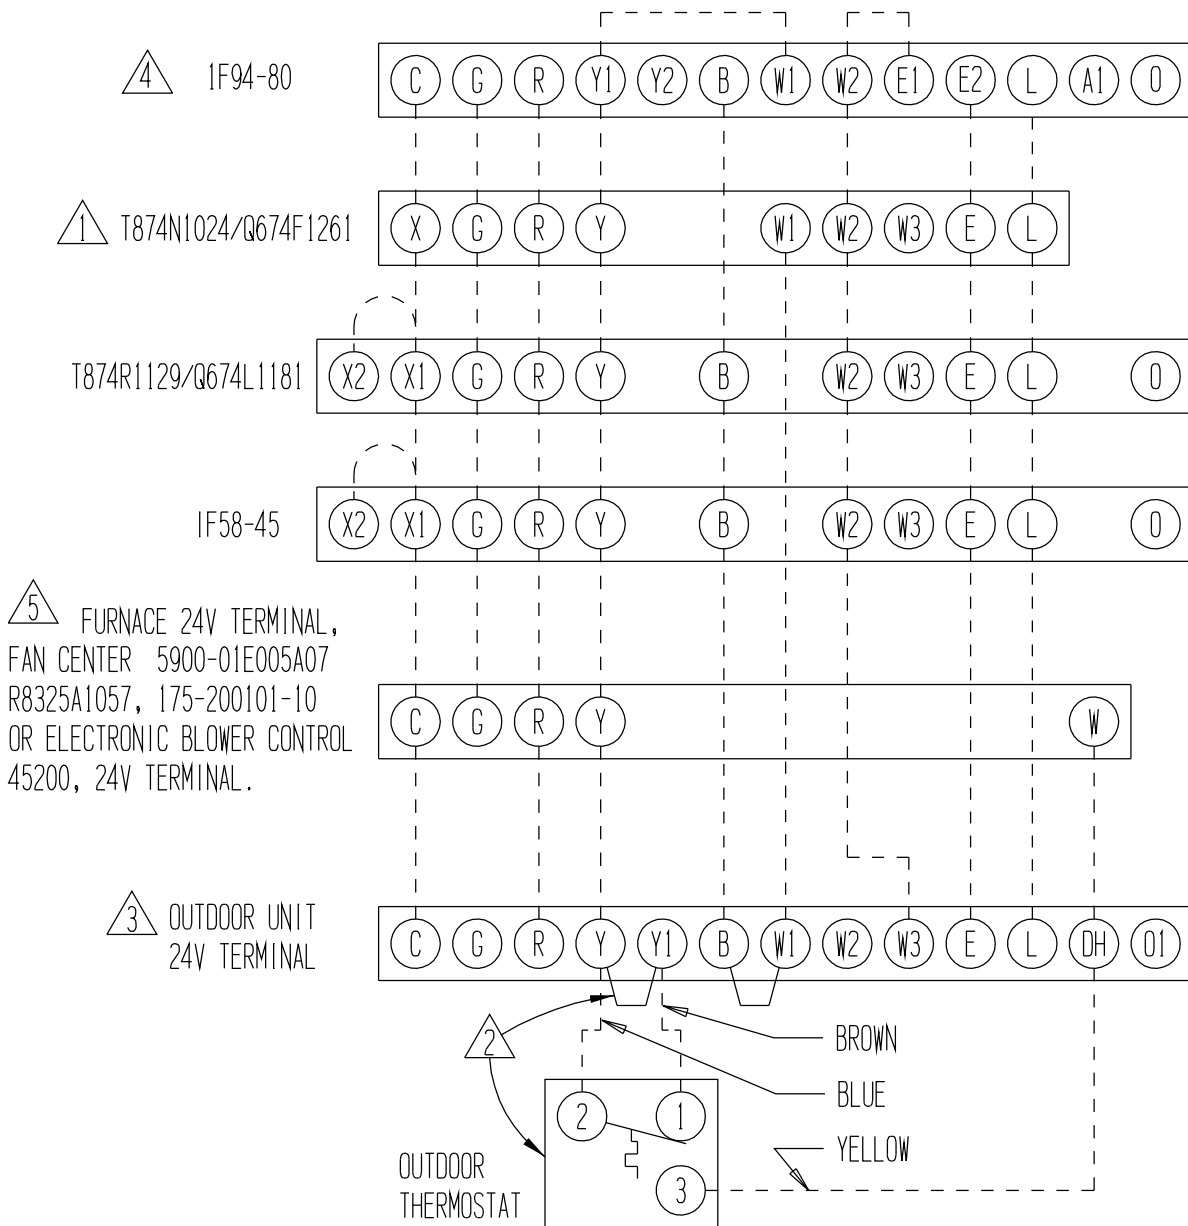 4 1F94-80 C G R Y1 Y2 B W1 W2 E1 E2 L A1 O
1 T874N1024/Q674F1261 X G R Y W1 W2 W3 E L
T874R1129/Q674L1181 X2 X1 G R Y B W2 W3 E L O
IF58-45 X2 X1 G R Y B W2 W3 E L O
5 FURNACE 24V TERMINAL,
FAN CENTER 5900-01E005A07
R8325A1057, 175-200101-10
OR ELECTRONIC BLOWER CONTROL
45200, 24V TERMINAL.
C G R Y W
3 OUTDOOR UNIT
24V TERMINAL
C G R Y Y1 B W1 W2 W3 E L DH O1
2
BROWN
BLUE
YELLOW
2 1
3
OUTDOOR
THERMOSTAT